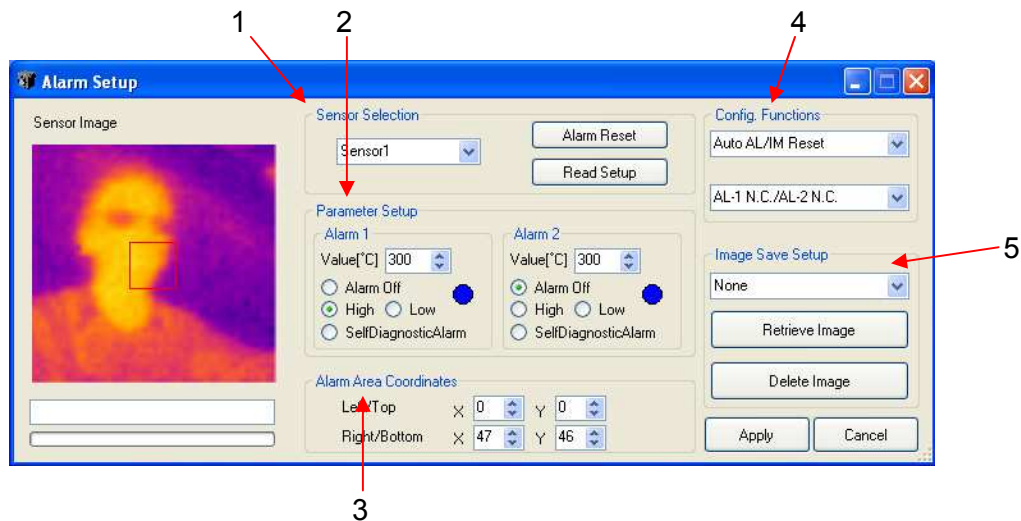 1
2
4
Alarm Setup
Sensor Image
Sensor Selection
Sensor1
Alarm Reset
Read Setup
Parameter Setup
Alarm 1
Value[°C] 300
Alarm Off
High Low
SelfDiagnosticAlarm
Alarm 2
Value[°C] 300
Alarm Off
High Low
SelfDiagnosticAlarm
Alarm Area Coordinates
Left/Top X 0 Y 0
Right/Bottom X 47 Y 46
Config. Functions
Auto AL/IM Reset
AL-1 N.C./AL-2 N.C.
Image Save Setup
None
Retrieve Image
Delete Image
Apply Cancel
5
3